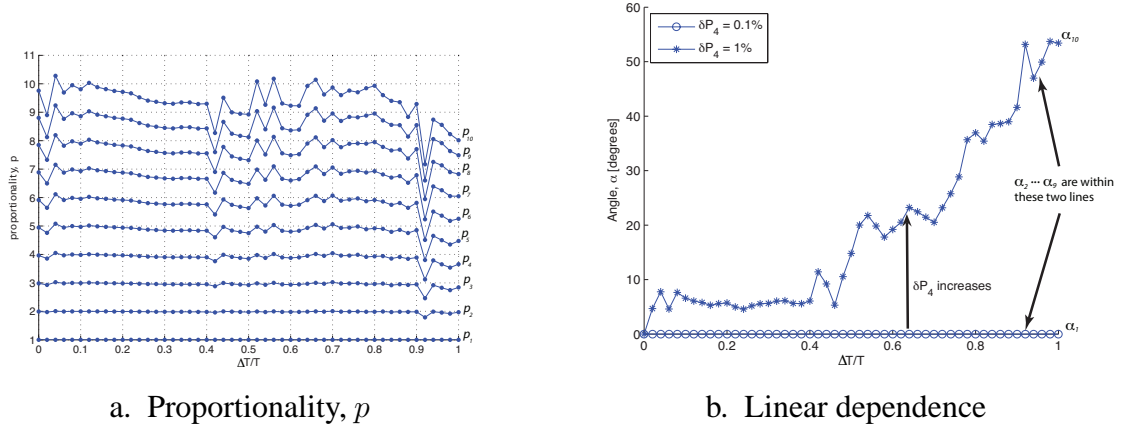 11
10
9
8
7
6
5
4
3
2
1
proportionality, p
0 0.1 0.2 0.3 0.4 0.5 0.6 0.7 0.8 0.9 1
ΔT/T
p10
p9
p8
p7
p6
p5
p4
p3
p2
p1
a. Proportionality, p
δP4 = 0.1%
δP4 = 1%
60
50
40
30
20
10
0
Angle, α [degrees]
0 0.2 0.4 0.6 0.8 1
ΔT/T
α10
α2 ··· α9 are within
these two lines
δP4 increases
α1
b. Linear dependence